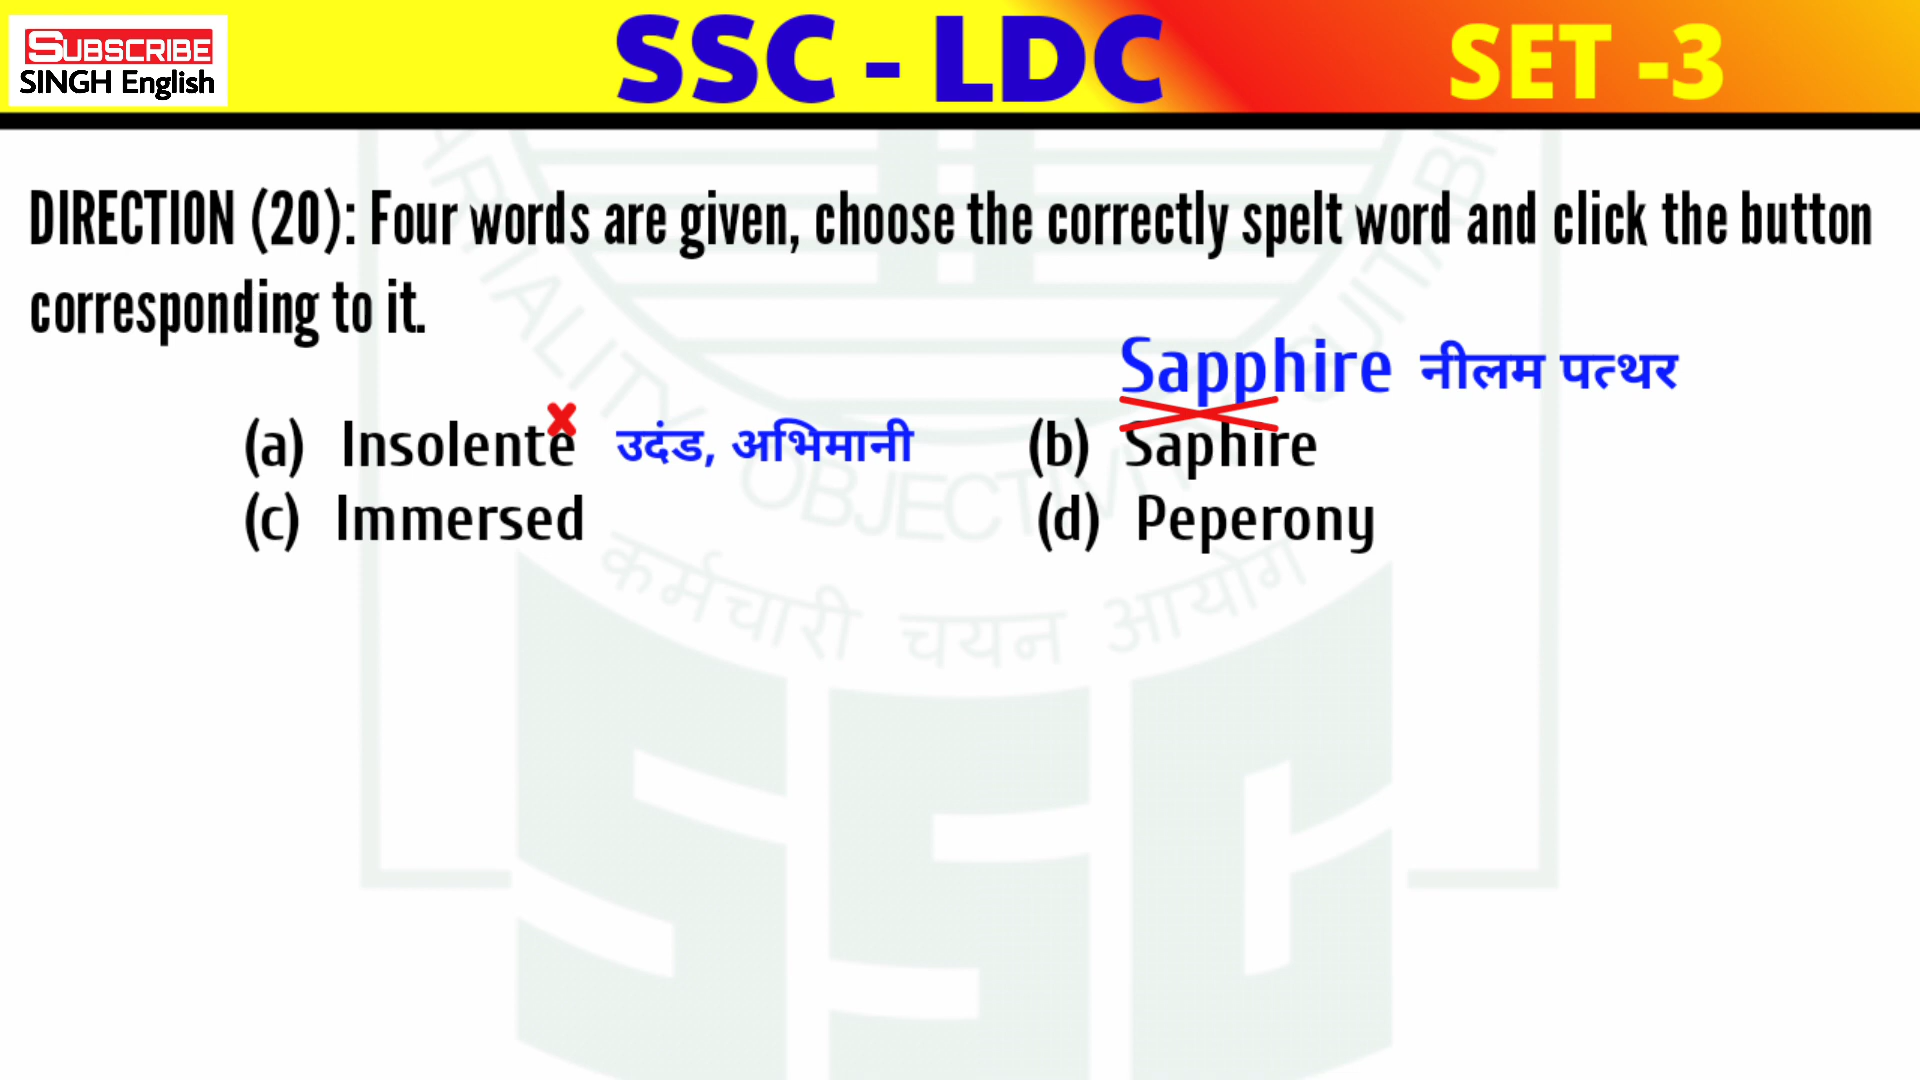 SUBSCRIBE
SINGH English
SSC - LDC
SET -3
DIRECTION (20): Four words are given, choose the correctly spelt word and click the button
corresponding to it.
Sapphire नीलम पत्थर
(a) Insolente उदंड, अभिमानी (b) Saphire
(c) Immersed (d) Peperony
OBJECTIVITY
कर्मचारी चयन आयोग
SSC